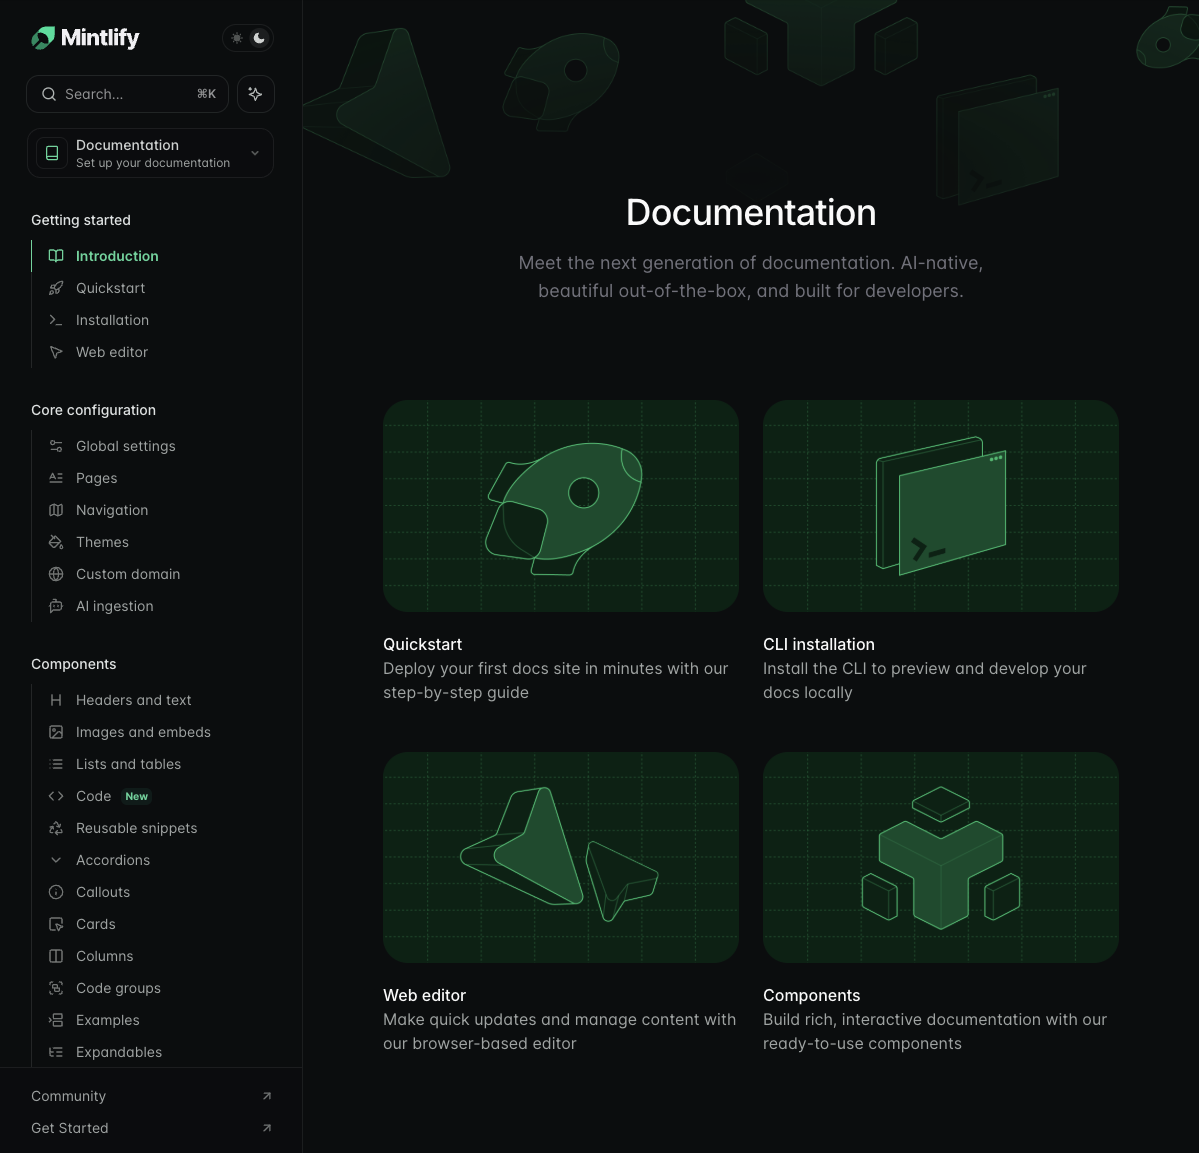 Mintlify
Search...
⌘K
Documentation
Set up your documentation
Getting started
Introduction
Quickstart
Installation
Web editor
Core configuration
Global settings
Pages
Navigation
Themes
Custom domain
AI ingestion
Components
Headers and text
Images and embeds
Lists and tables
Code New
Reusable snippets
Accordions
Callouts
Cards
Columns
Code groups
Examples
Expandables
Community
Get Started
Documentation
Meet the next generation of documentation. AI-native,
beautiful out-of-the-box, and built for developers.
Quickstart
Deploy your first docs site in minutes with our
step-by-step guide
CLI installation
Install the CLI to preview and develop your
docs locally
Web editor
Make quick updates and manage content with
our browser-based editor
Components
Build rich, interactive documentation with our
ready-to-use components